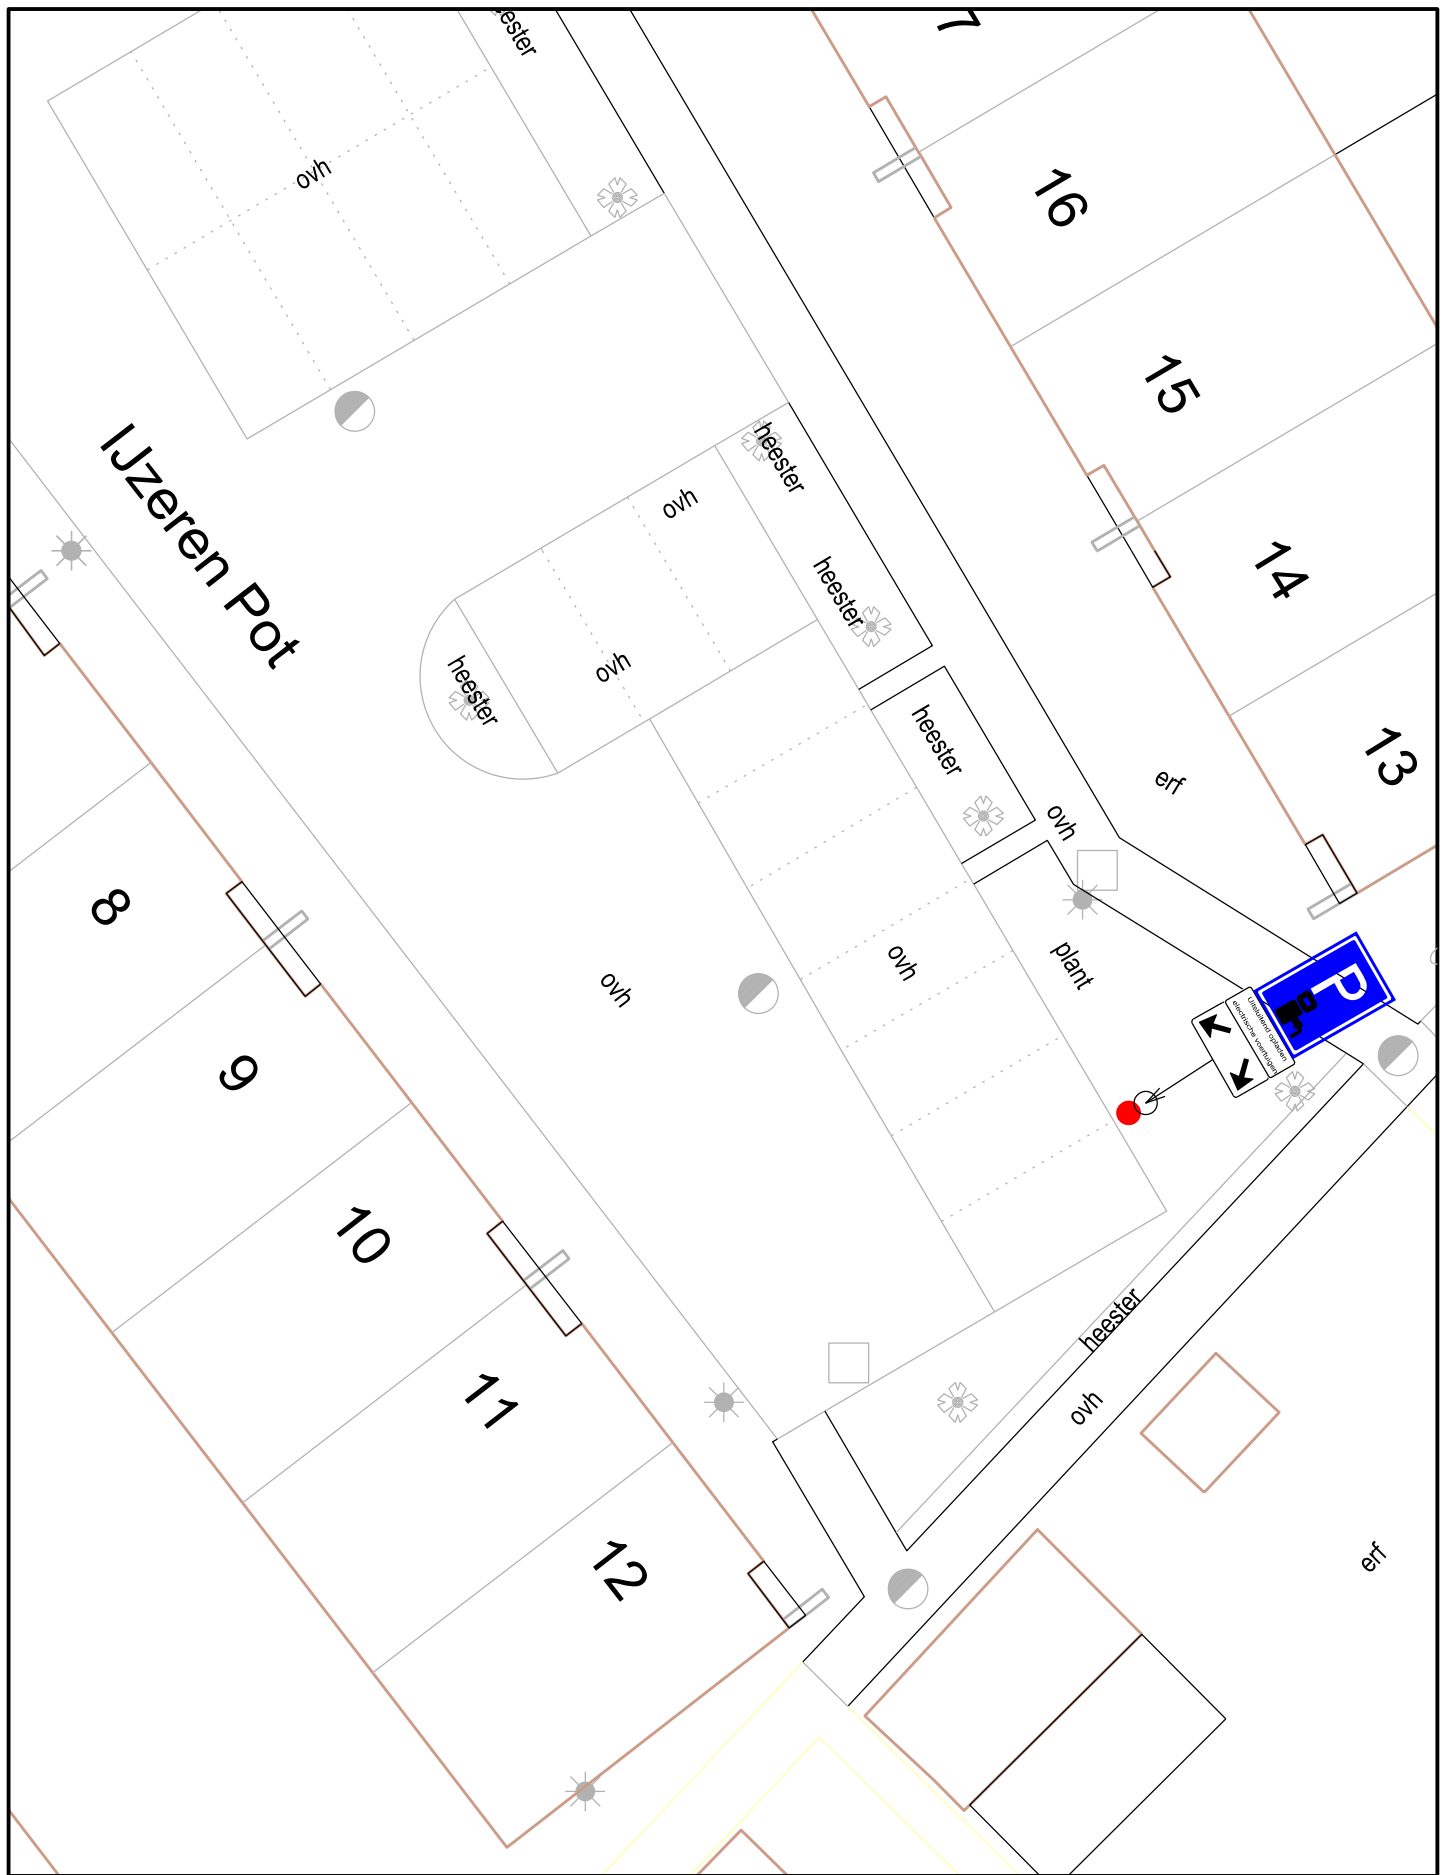 heester
7
ovh
16
15
IJzeren Pot
heester
ovh
heester
14
ovh
heester
heester
13
erf
ovh
8
ovh
plant
ovh
P
Uitsluitend opladen
electrische voertuigen
9
10
heester
11
ovh
12
erf